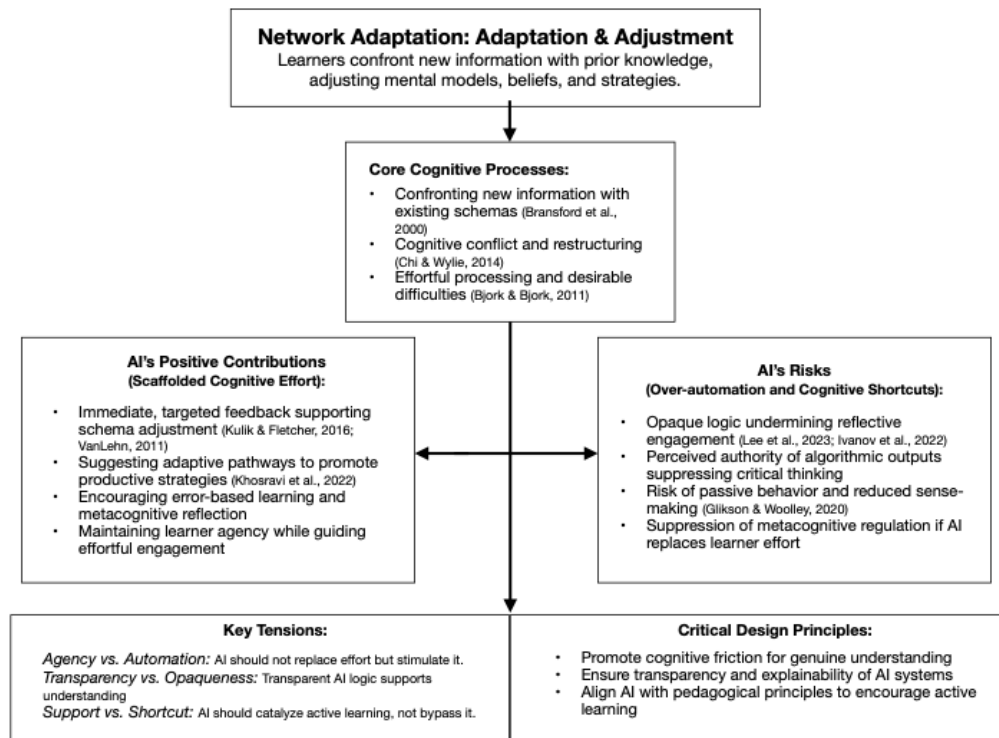 Network Adaptation: Adaptation & Adjustment
Learners confront new information with prior knowledge,
adjusting mental models, beliefs, and strategies.
Core Cognitive Processes:
• Confronting new information with
existing schemas (Bransford et al.,
2000)
• Cognitive conflict and restructuring
(Chi & Wylie, 2014)
• Effortful processing and desirable
difficulties (Bjork & Bjork, 2011)
AI's Positive Contributions
(Scaffolded Cognitive Effort):
• Immediate, targeted feedback supporting
schema adjustment (Kulik & Fletcher, 2016;
VanLehn, 2011)
• Suggesting adaptive pathways to promote
productive strategies (Khosravi et al., 2022)
• Encouraging error-based learning and
metacognitive reflection
• Maintaining learner agency while guiding
effortful engagement
AI's Risks
(Over-automation and Cognitive Shortcuts):
• Opaque logic undermining reflective
engagement (Lee et al., 2023; Ivanov et al., 2022)
• Perceived authority of algorithmic outputs
suppressing critical thinking
• Risk of passive behavior and reduced sense-
making (Glikson & Woolley, 2020)
• Suppression of metacognitive regulation if AI
replaces learner effort
Key Tensions:
Agency vs. Automation: AI should not replace effort but stimulate it.
Transparency vs. Opaqueness: Transparent AI logic supports
understanding
Support vs. Shortcut: AI should catalyze active learning, not bypass it.
Critical Design Principles:
• Promote cognitive friction for genuine understanding
• Ensure transparency and explainability of AI systems
• Align AI with pedagogical principles to encourage active
learning